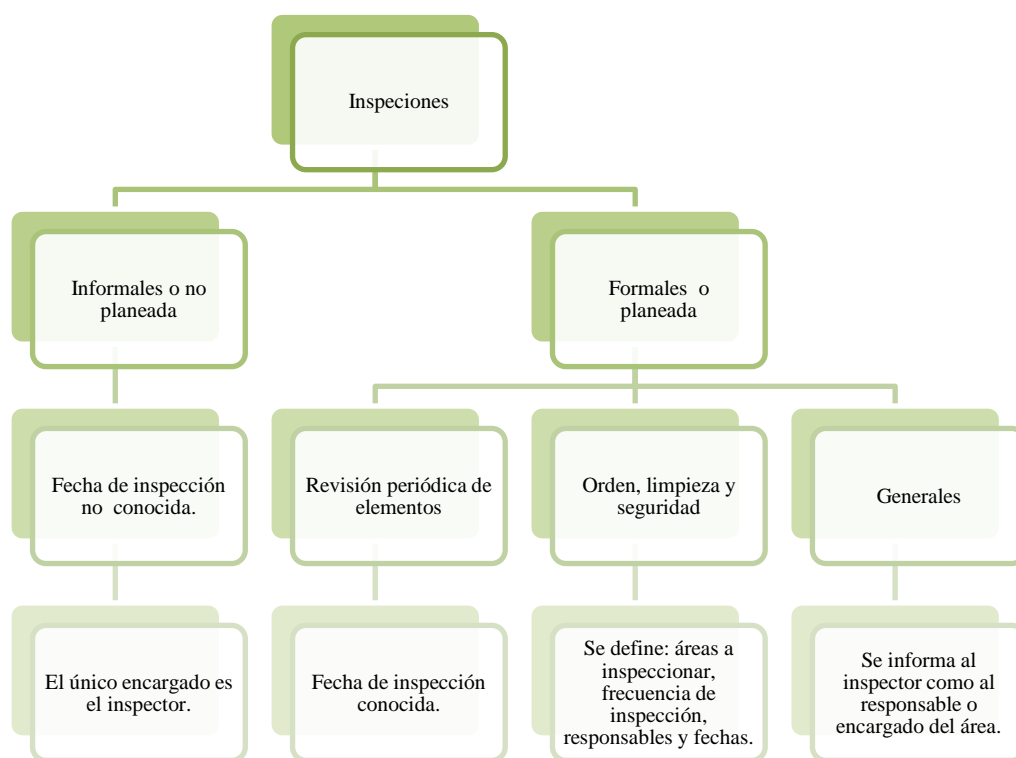 Inspeciones
Informales o no
planeada
Formales o
planeada
Fecha de inspección
no conocida.
Revisión periódica de
elementos
Orden, limpieza y
seguridad
Generales
El único encargado es
el inspector.
Fecha de inspección
conocida.
Se define: áreas a
inspeccionar,
frecuencia de
inspección,
responsables y fechas.
Se informa al
inspector como al
responsable o
encargado del área.